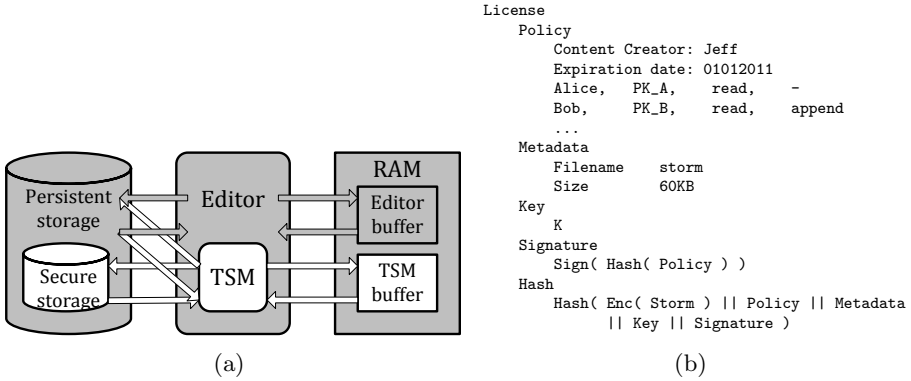 Persistent
storage
Secure
storage
Editor
TSM
RAM
Editor
buffer
TSM
buffer
(a)
License
Policy
Content Creator: Jeff
Expiration date: 01012011
Alice, PK_A, read, -
Bob, PK_B, read, append
...
Metadata
Filename storm
Size 60KB
Key
K
Signature
Sign( Hash( Policy ) )
Hash
Hash( Enc( Storm ) || Policy || Metadata
|| Key || Signature )
(b)